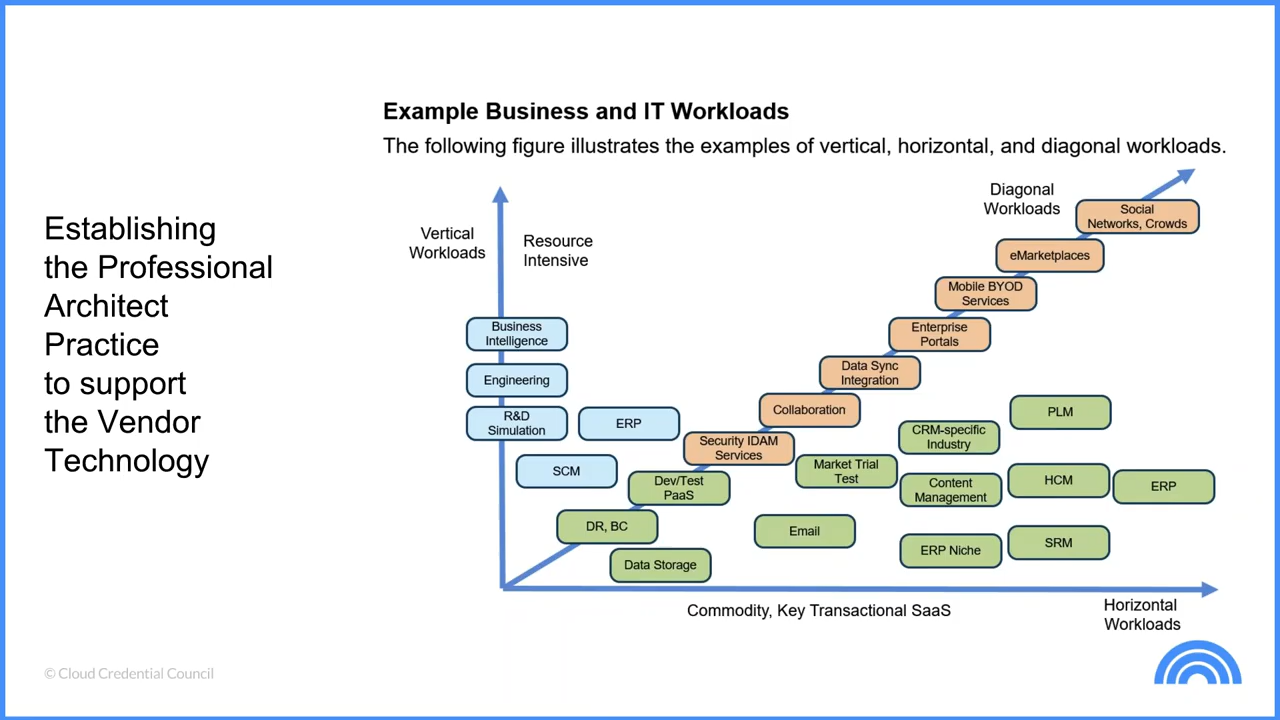 Example Business and IT Workloads
The following figure illustrates the examples of vertical, horizontal, and diagonal workloads.
Establishing
the Professional
Architect
Practice
to support
the Vendor
Technology
Vertical
Workloads
Resource
Intensive
Diagonal
Workloads
Social
Networks, Crowds
eMarketplaces
Mobile BYOD
Services
Enterprise
Portals
Data Sync
Integration
Collaboration
Security IDAM
Services
Business
Intelligence
Engineering
R&D
Simulation
ERP
SCM
Dev/Test
PaaS
DR, BC
Data Storage
Market Trial
Test
Email
CRM-specific
Industry
Content
Management
ERP Niche
PLM
HCM
SRM
ERP
Commodity, Key Transactional SaaS
Horizontal
Workloads
© Cloud Credential Council